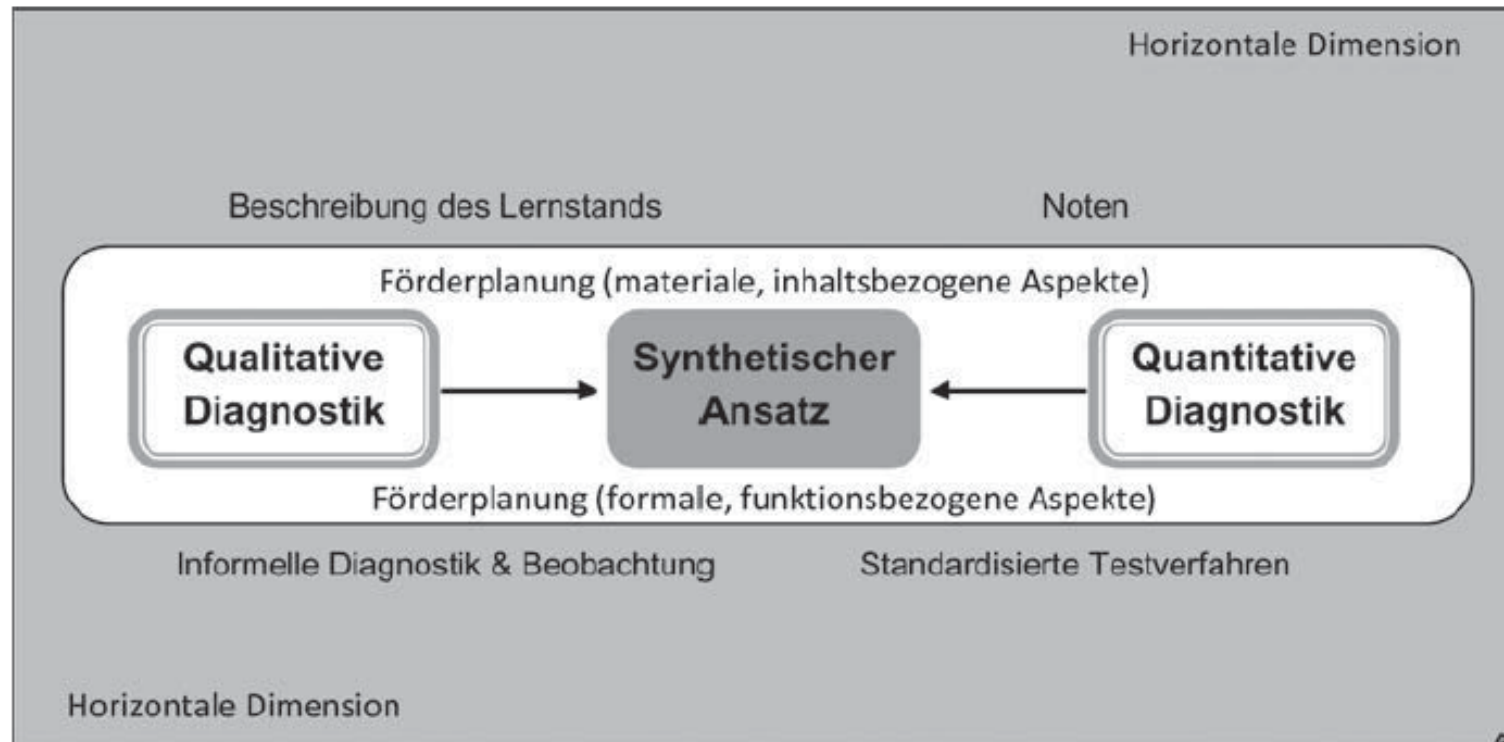 Horizontale Dimension
Beschreibung des Lernstands
Noten
Förderplanung (materiale, inhaltsbezogene Aspekte)
Qualitative
Diagnostik
Synthetischer
Ansatz
Quantitative
Diagnostik
Förderplanung (formale, funktionsbezogene Aspekte)
Informelle Diagnostik & Beobachtung
Standardisierte Testverfahren
Horizontale Dimension